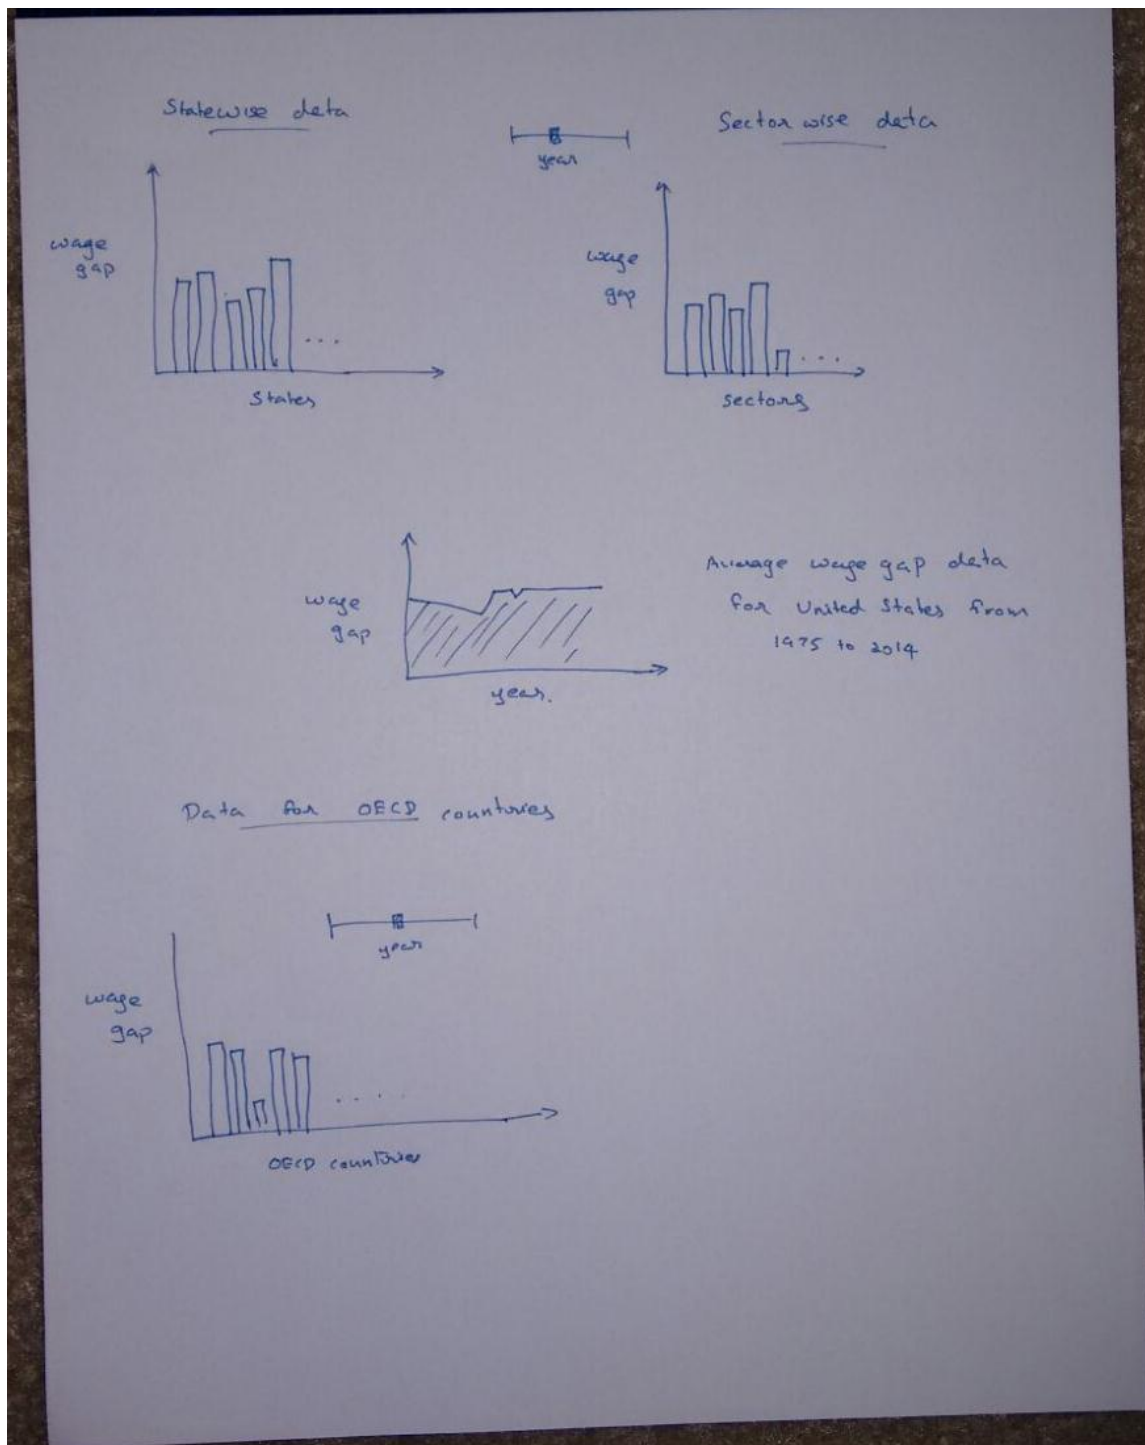 Statewise data
year
Sector wise data
wage
gap
States
wage
gap
sectors
wage
gap
year.
Average wage gap data
for United States from
1975 to 2014
Data for OECD countries
year
wage
gap
OECD countries